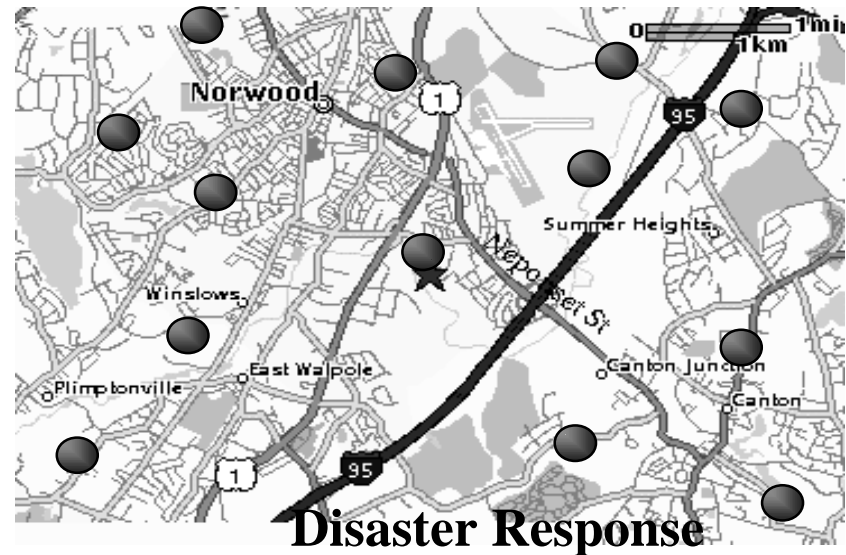 0 1mi
1km
Norwood
1
95
Summer Heights
Neponset St
Winslows
East Walpole
Canton Junction
Plimptonville
Canton
1
95
Disaster Response